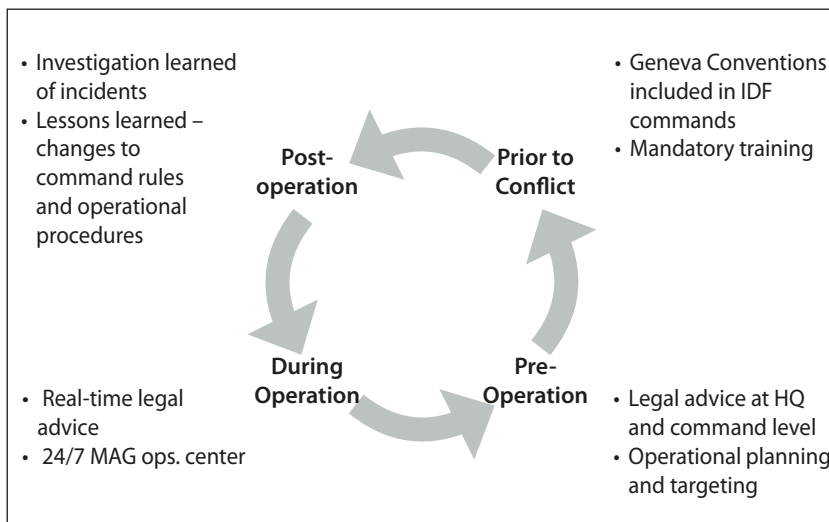 • Investigation learned
of incidents
• Lessons learned –
changes to
command rules
and operational
procedures
Post-
operation
Prior to
Conflict
• Geneva Conventions
included in IDF
commands
• Mandatory training
• Real-time legal
advice
• 24/7 MAG ops. center
During
Operation
Pre-
Operation
• Legal advice at HQ
and command level
• Operational planning
and targeting